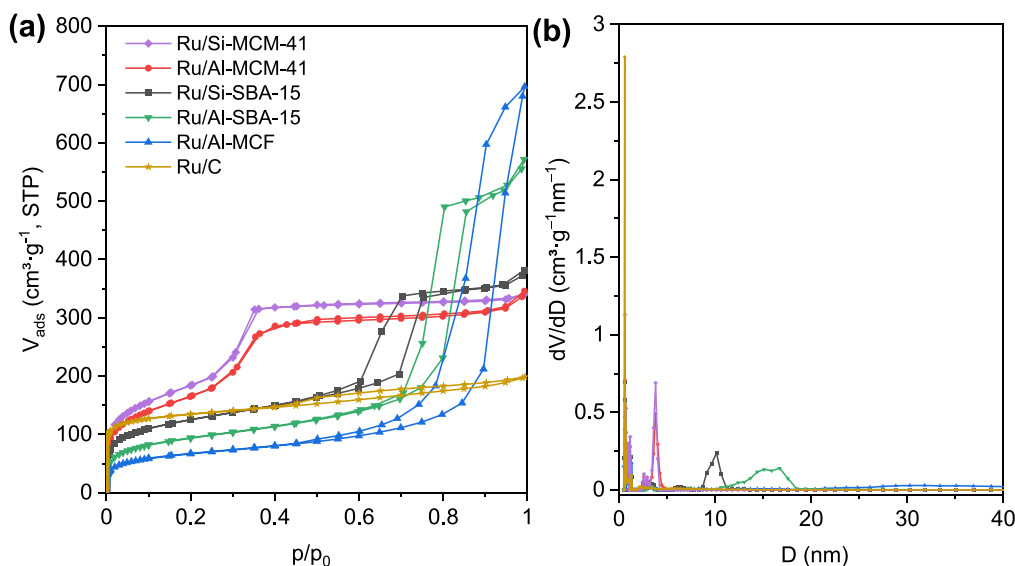 (a)
800
700
600
500
400
300
200
100
0
V_ads (cm³·g⁻¹, STP)
Ru/Si-MCM-41
Ru/Al-MCM-41
Ru/Si-SBA-15
Ru/Al-SBA-15
Ru/Al-MCF
Ru/C
0 0.2 0.4 0.6 0.8 1
p/p₀
(b)
3
2.5
2
1.5
1
0.5
0
dV/dD (cm³·g⁻¹nm⁻¹)
0 10 20 30 40
D (nm)